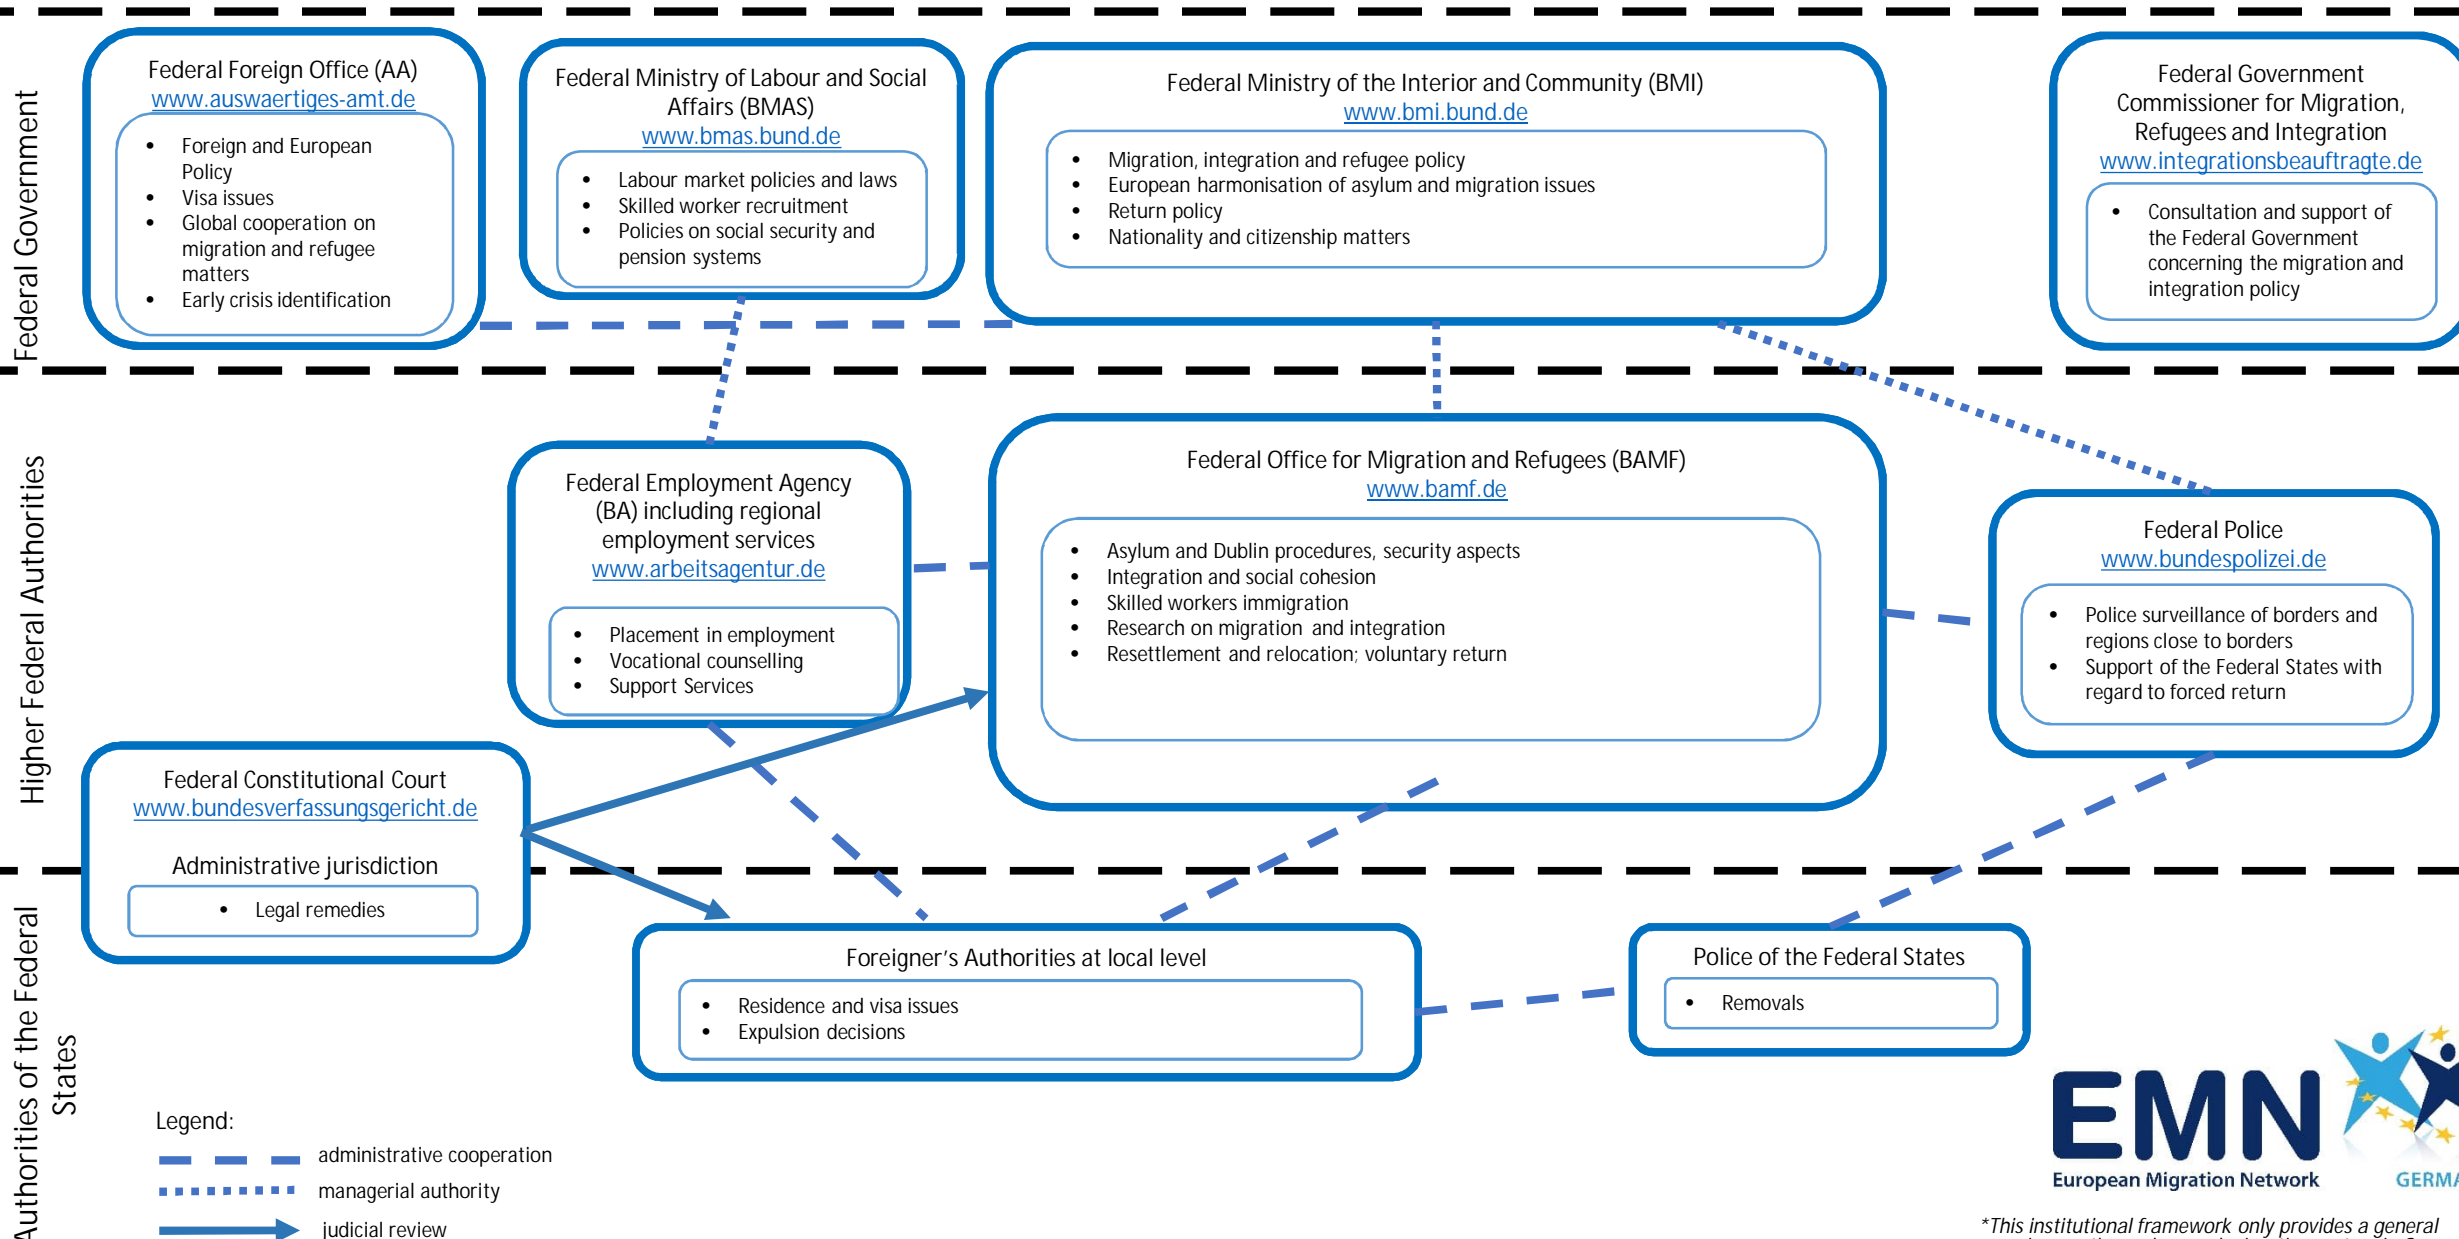 Federal Government
Federal Foreign Office (AA)
www.auswaertiges-amt.de
• Foreign and European
Policy
• Visa issues
• Global cooperation on
migration and refugee
matters
• Early crisis identification
Federal Ministry of Labour and Social
Affairs (BMAS)
www.bmas.bund.de
• Labour market policies and laws
• Skilled worker recruitment
• Policies on social security and
pension systems
Federal Ministry of the Interior and Community (BMI)
www.bmi.bund.de
• Migration, integration and refugee policy
• European harmonisation of asylum and migration issues
• Return policy
• Nationality and citizenship matters
Federal Government
Commissioner for Migration,
Refugees and Integration
www.integrationsbeauftragte.de
• Consultation and support of
the Federal Government
concerning the migration and
integration policy
Higher Federal Authorities
Federal Employment Agency
(BA) including regional
employment services
www.arbeitsagentur.de
• Placement in employment
• Vocational counselling
• Support Services
Federal Office for Migration and Refugees (BAMF)
www.bamf.de
• Asylum and Dublin procedures, security aspects
• Integration and social cohesion
• Skilled workers immigration
• Research on migration and integration
• Resettlement and relocation; voluntary return
Federal Police
www.bundespolizei.de
• Police surveillance of borders and
regions close to borders
• Support of the Federal States with
regard to forced return
Federal Constitutional Court
www.bundesverfassungsgericht.de
Administrative jurisdiction
• Legal remedies
Authorities of the Federal
States
Foreigner's Authorities at local level
• Residence and visa issues
• Expulsion decisions
Police of the Federal States
• Removals
Legend:
administrative cooperation
managerial authority
judicial review
EMN
European Migration Network
GERMA
*This institutional framework only provides a general